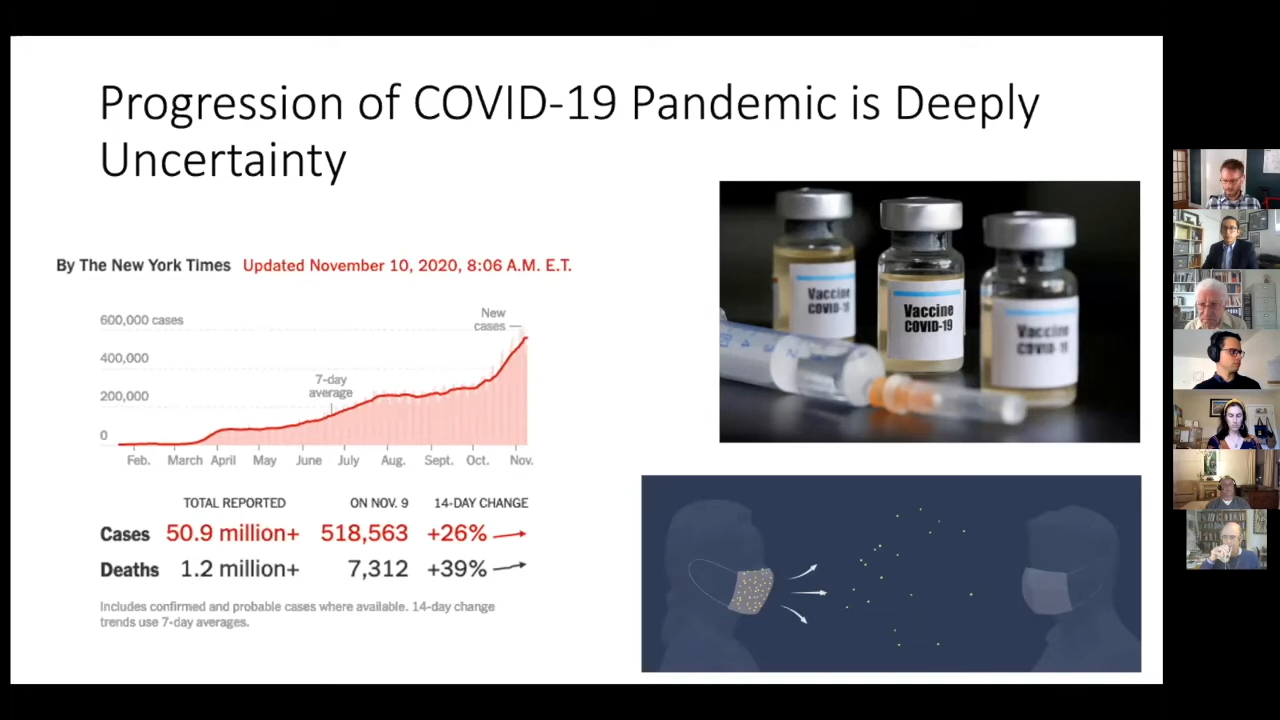 Progression of COVID-19 Pandemic is Deeply
Uncertainty
By The New York Times Updated November 10, 2020, 8:06 A.M. E.T.
600,000 cases
400,000
200,000
0
New
cases
7-day
average
Feb. March April May June July Aug. Sept. Oct. Nov.
TOTAL REPORTED ON NOV. 9 14-DAY CHANGE
Cases 50.9 million+ 518,563 +26%
Deaths 1.2 million+ 7,312 +39%
Includes confirmed and probable cases where available. 14-day change
trends use 7-day averages.
Vaccine
COVID-19
Vaccine
COVID-19
Vaccine
COVID-19